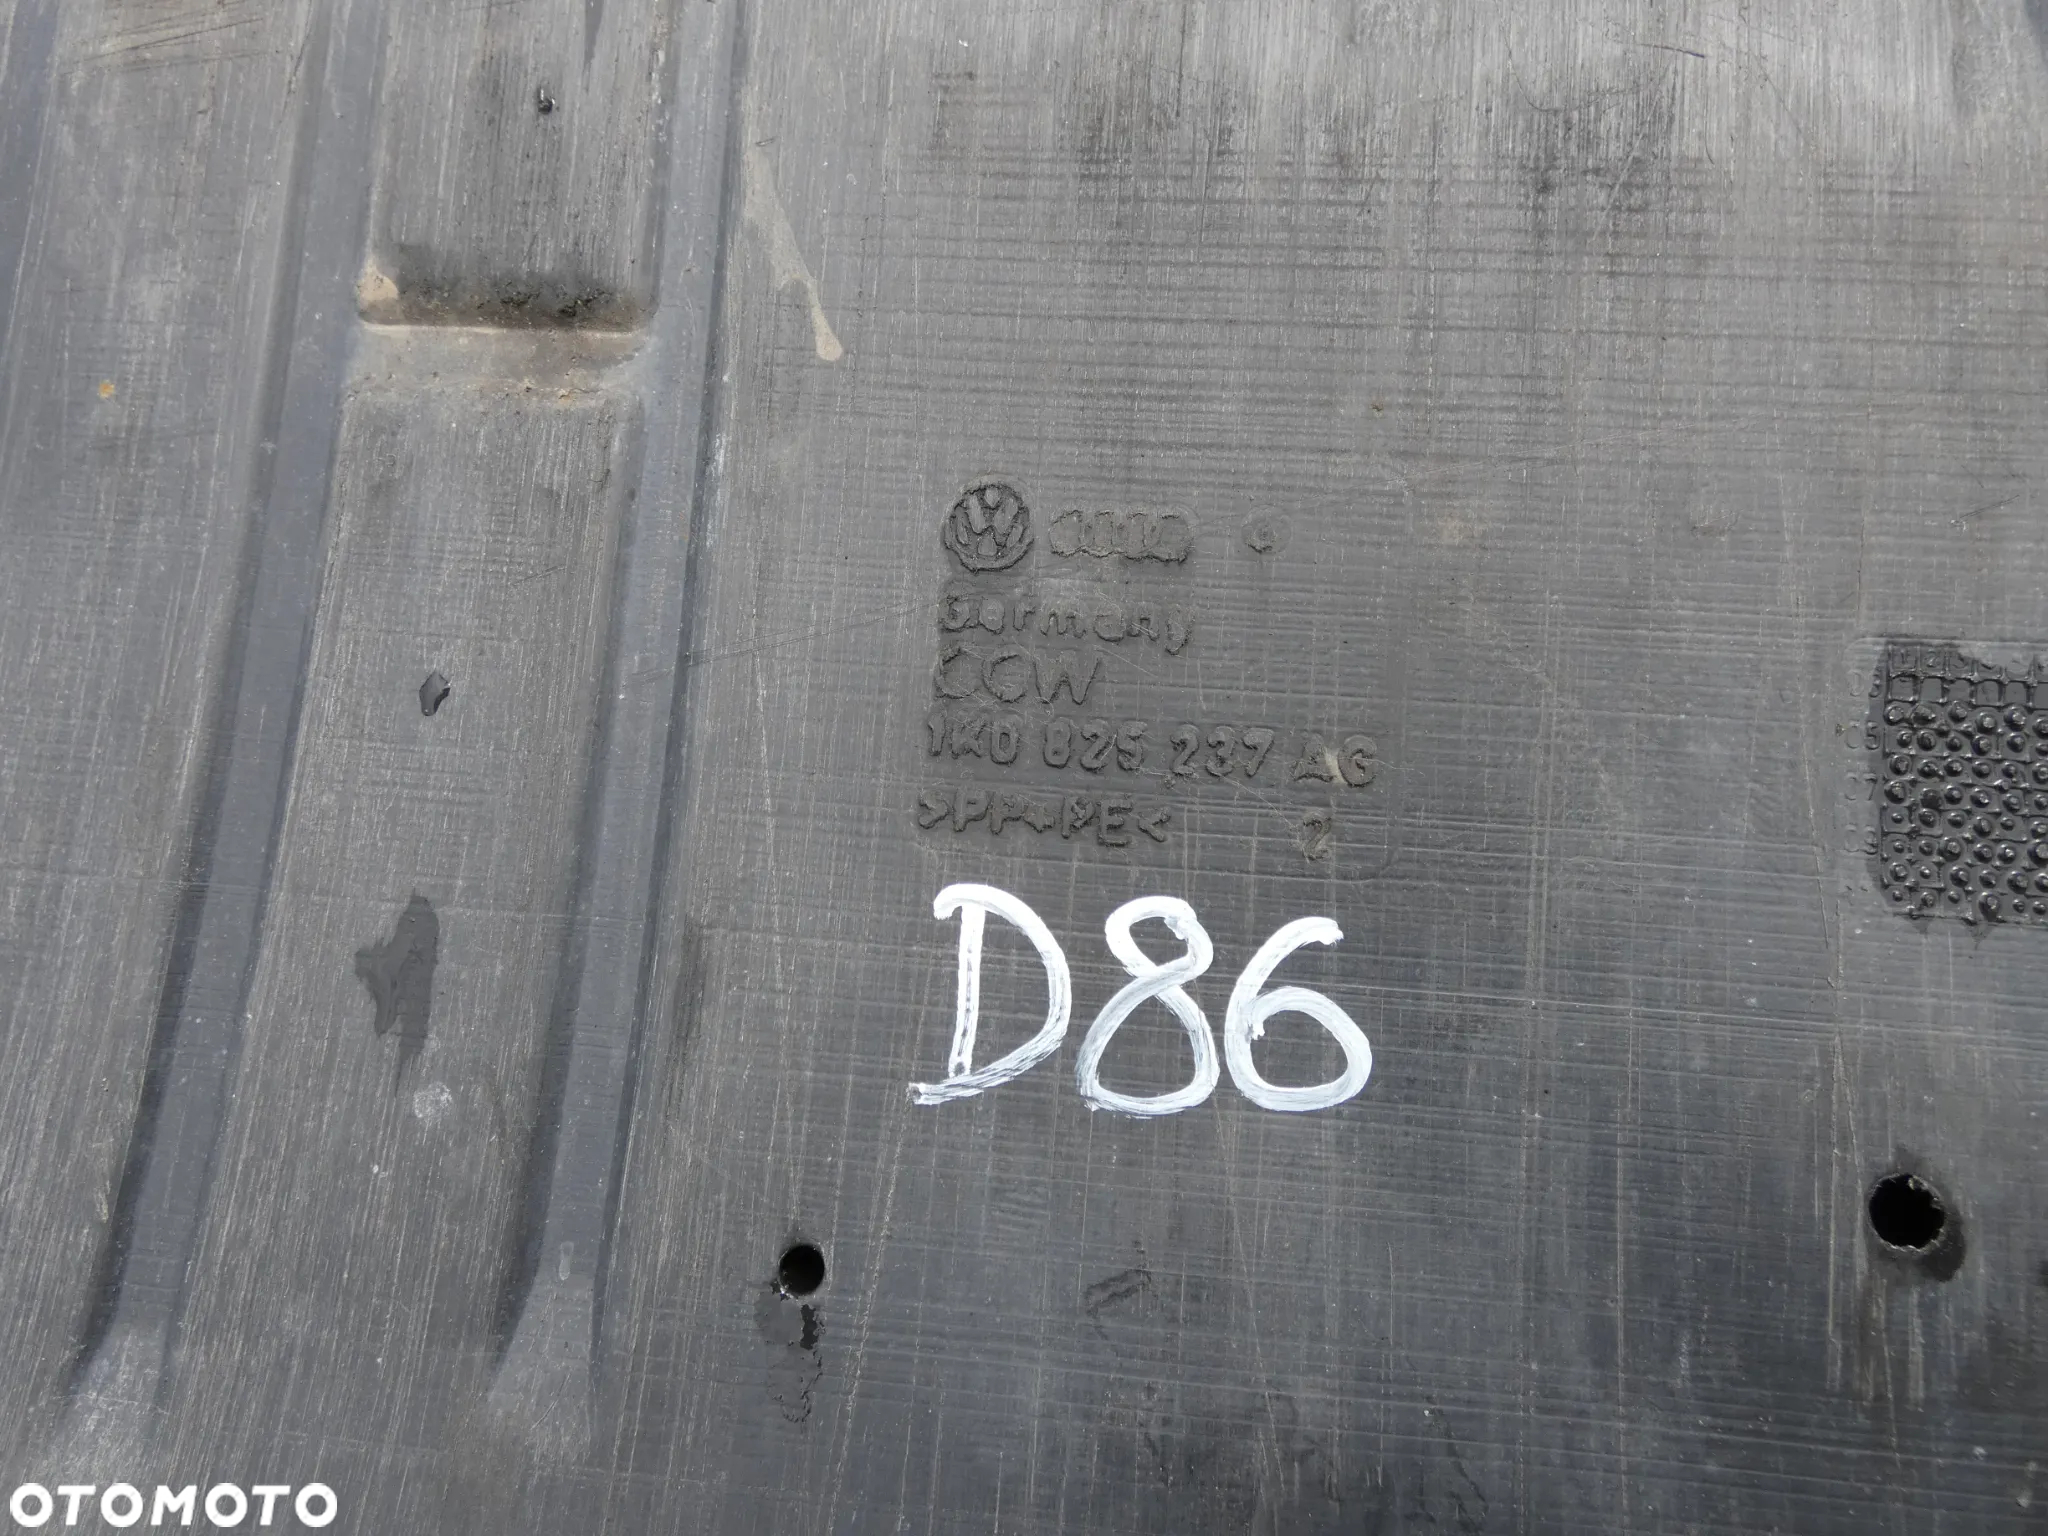 Germany
CCW
1K0 825 237 AG
>PP+PE< 2
D86
OTOMOTO